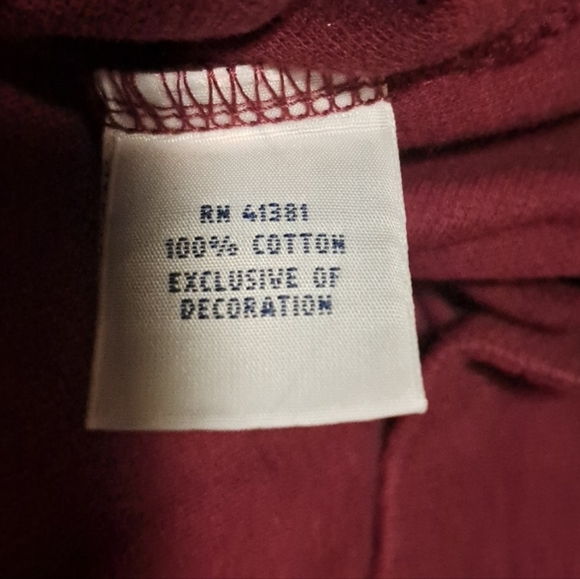 RN 41381
100% COTTON
EXCLUSIVE OF
DECORATION